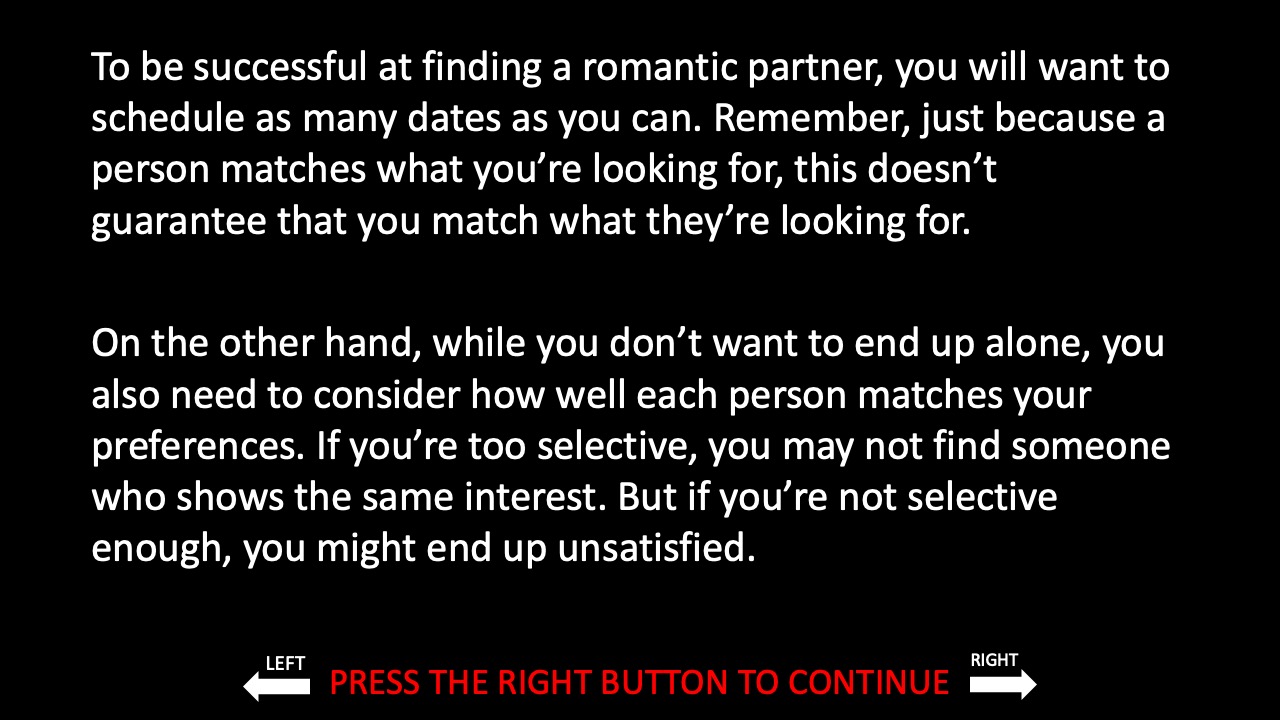 To be successful at finding a romantic partner, you will want to
schedule as many dates as you can. Remember, just because a
person matches what you’re looking for, this doesn’t
guarantee that you match what they’re looking for.
On the other hand, while you don’t want to end up alone, you
also need to consider how well each person matches your
preferences. If you’re too selective, you may not find someone
who shows the same interest. But if you’re not selective
enough, you might end up unsatisfied.
LEFT
PRESS THE RIGHT BUTTON TO CONTINUE
RIGHT